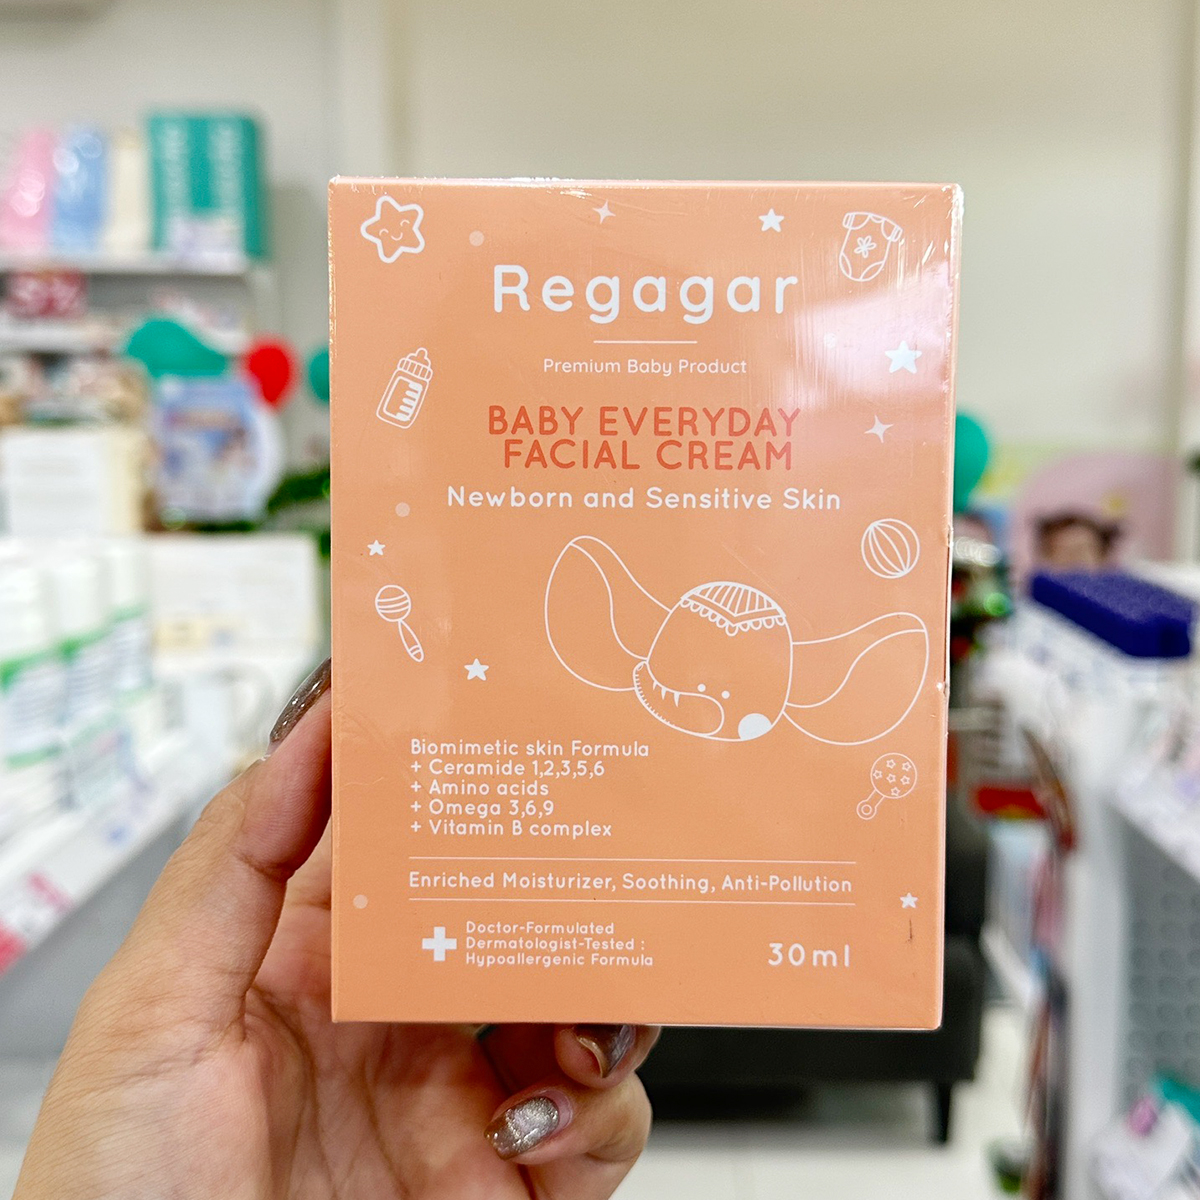 Regagar
Premium Baby Product
BABY EVERYDAY
FACIAL CREAM
Newborn and Sensitive Skin
Biomimetic skin Formula
+ Ceramide 1,2,3,5,6
+ Amino acids
+ Omega 3,6,9
+ Vitamin B complex
Enriched Moisturizer, Soothing, Anti-Pollution
Doctor-Formulated
Dermatologist-Tested :
Hypoallergenic Formula
30ml